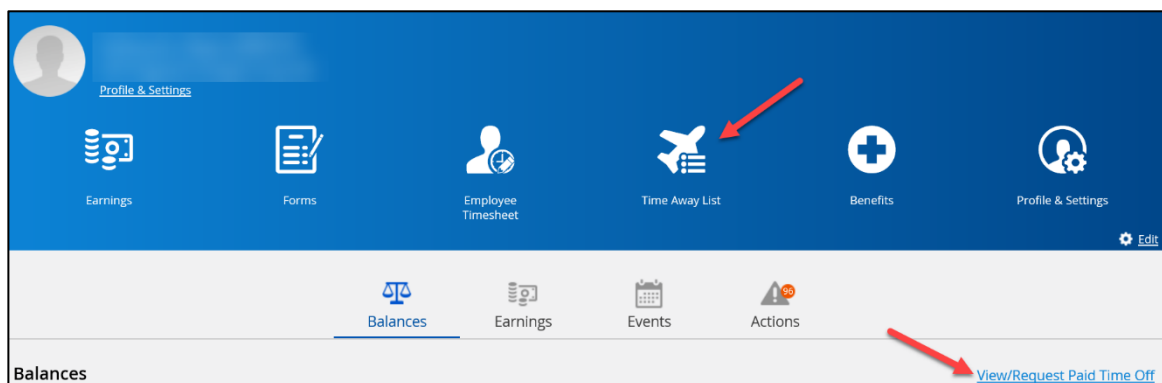 Profile & Settings
Earnings
Forms
Employee
Timesheet
Time Away List
Benefits
Profile & Settings
Edit
Balances
Earnings
Events
96
Actions
Balances
View/Request Paid Time Off